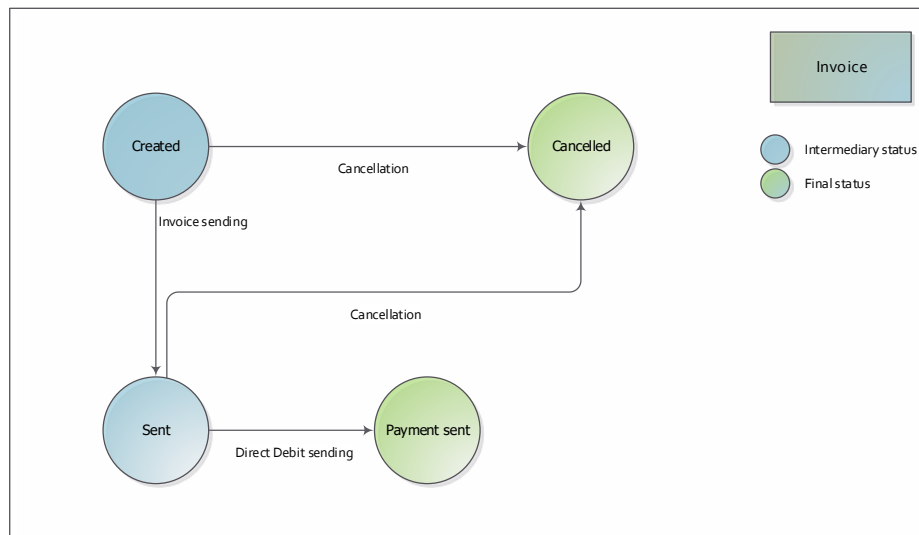 Invoice
Created
Cancelled
Intermediary status
Cancellation
Final status
Invoice sending
Cancellation
Sent
Payment sent
Direct Debit sending